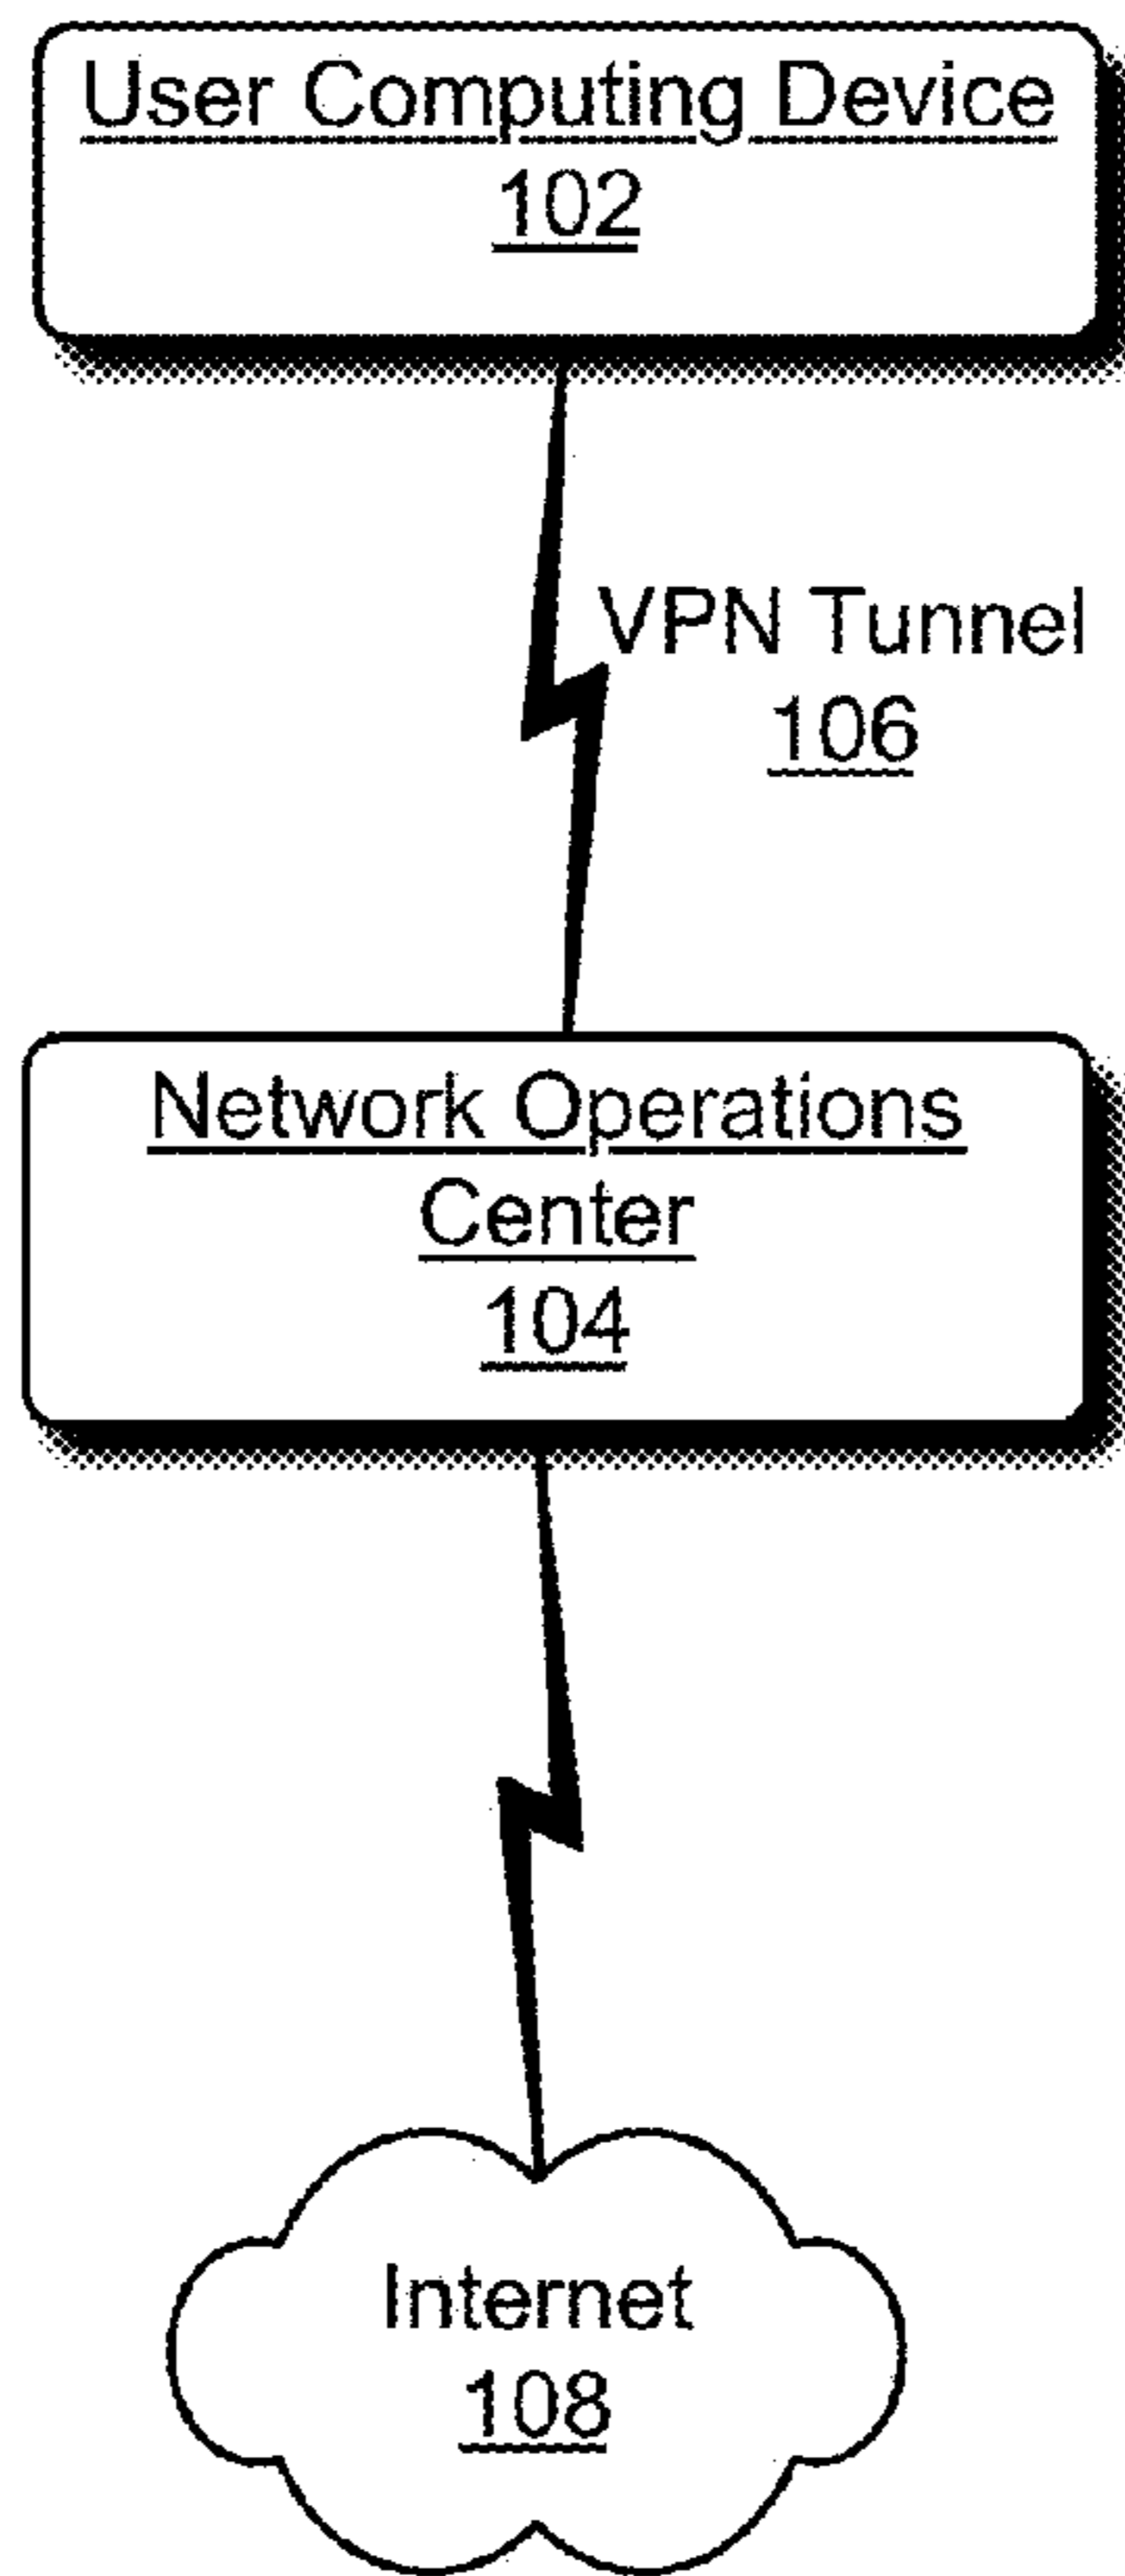 User Computing Device
102
VPN Tunnel
106
Network Operations
Center
104
Internet
108